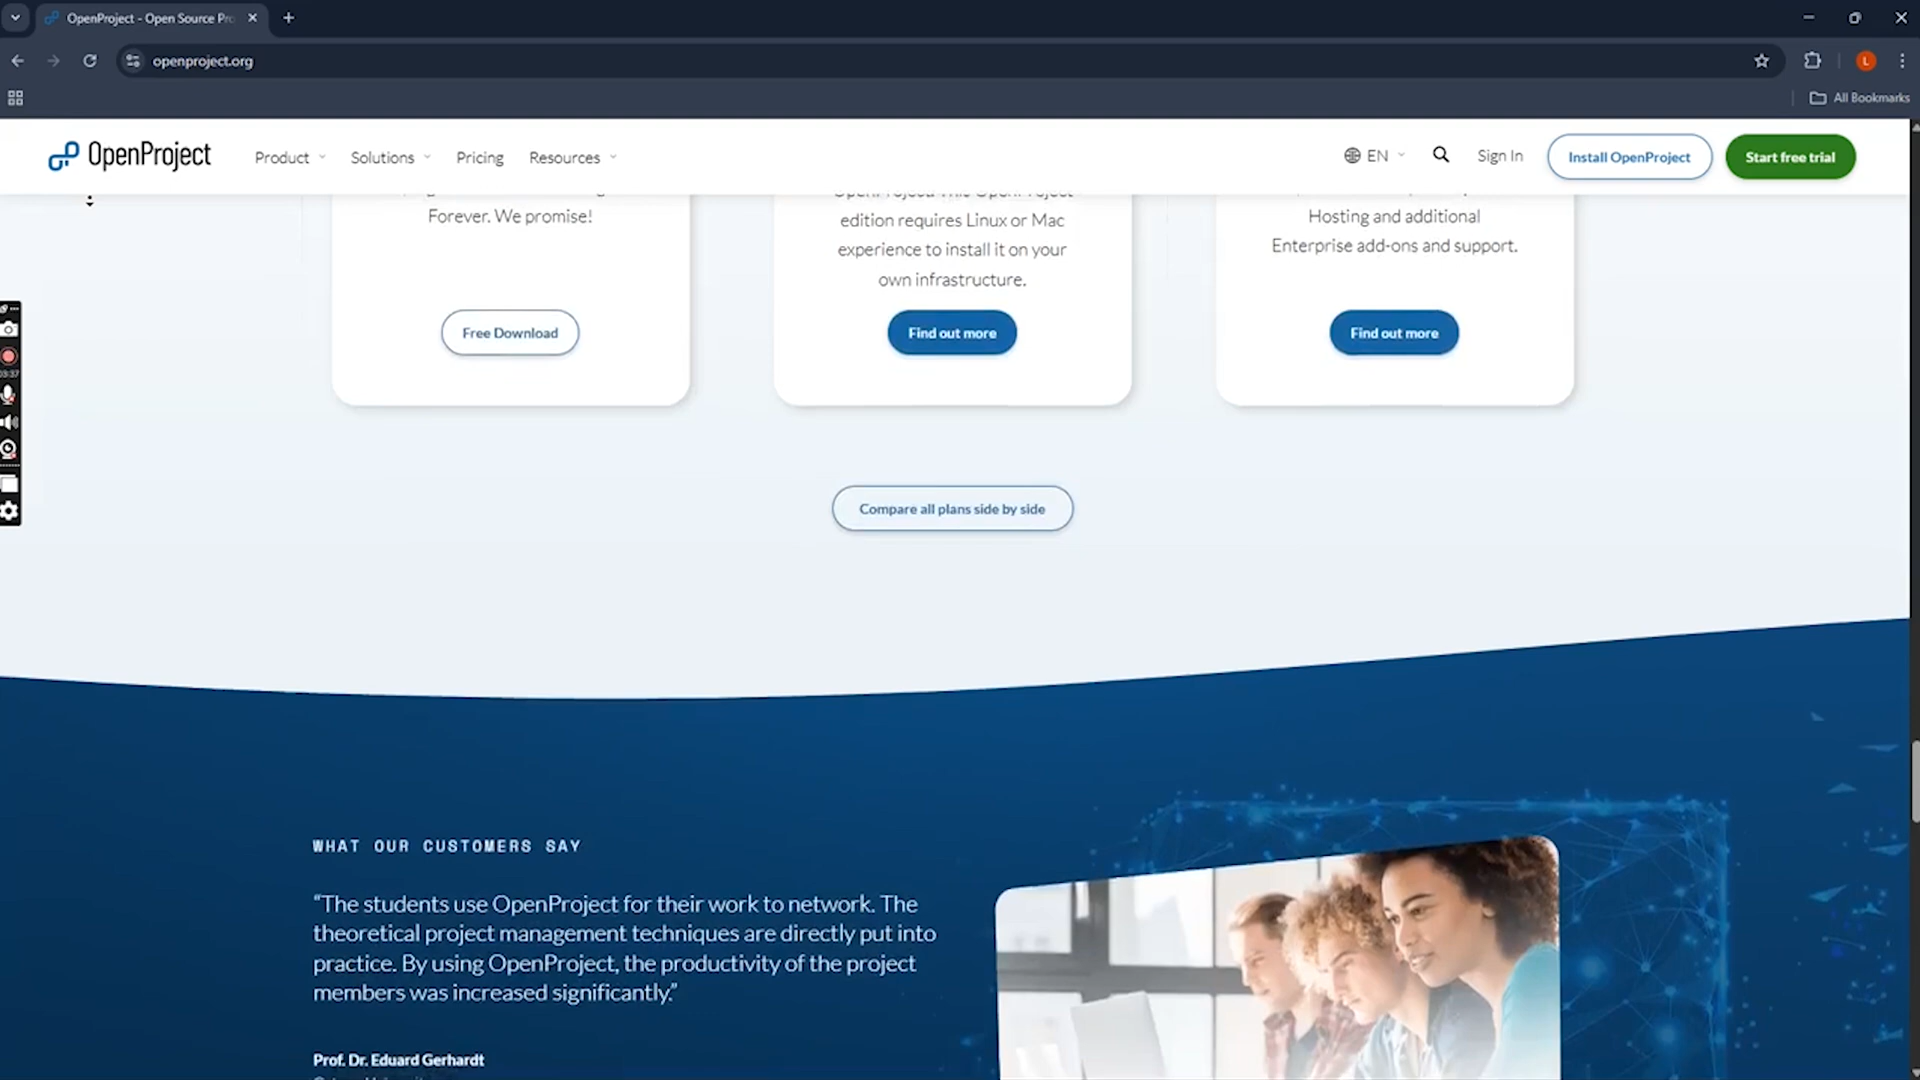 OpenProject - Open Source Pro
openproject.org
All Bookmarks
OpenProject
Product
Solutions
Pricing
Resources
EN
Sign In
Install OpenProject
Start free trial
Forever. We promise!
edition requires Linux or Mac
experience to install it on your
own infrastructure.
Hosting and additional
Enterprise add-ons and support.
Free Download
Find out more
Find out more
Compare all plans side by side
WHAT OUR CUSTOMERS SAY
“The students use OpenProject for their work to network. The
theoretical project management techniques are directly put into
practice. By using OpenProject, the productivity of the project
members was increased significantly.”
Prof. Dr. Eduard Gerhardt
L